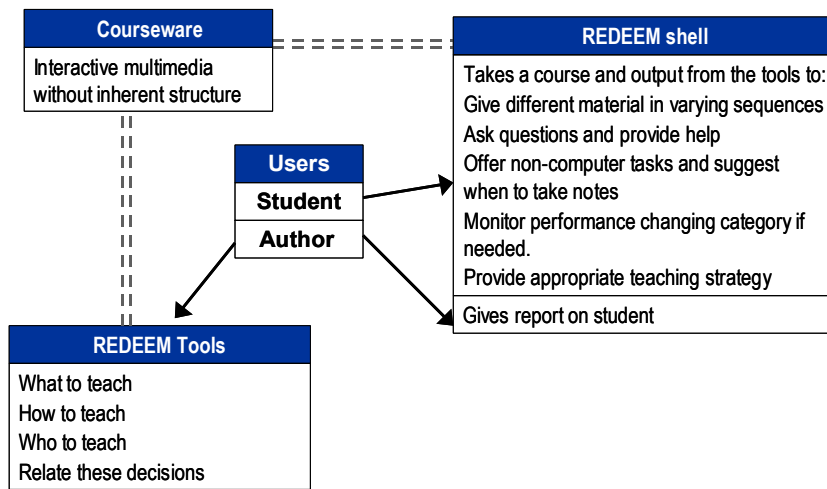 Courseware
Interactive multimedia
without inherent structure
REDEEM shell
Takes a course and output from the tools to:
Give different material in varying sequences
Ask questions and provide help
Offer non-computer tasks and suggest
when to take notes
Monitor performance changing category if
needed.
Provide appropriate teaching strategy
Gives report on student
Users
Student
Author
REDEEM Tools
What to teach
How to teach
Who to teach
Relate these decisions